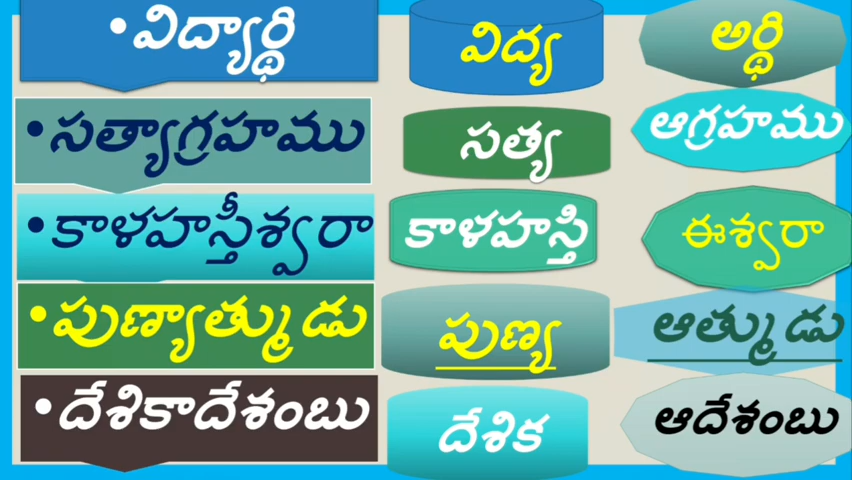 •విద్యార్థి విద్య అర్థి
•సత్యాగ్రహము సత్య ఆగ్రహము
•కాళహస్తీశ్వరా కాళహస్తి ఈశ్వరా
•పుణ్యాత్ముడు పుణ్య ఆత్ముడు
•దేశికాదేశంబు దేశిక ఆదేశంబు